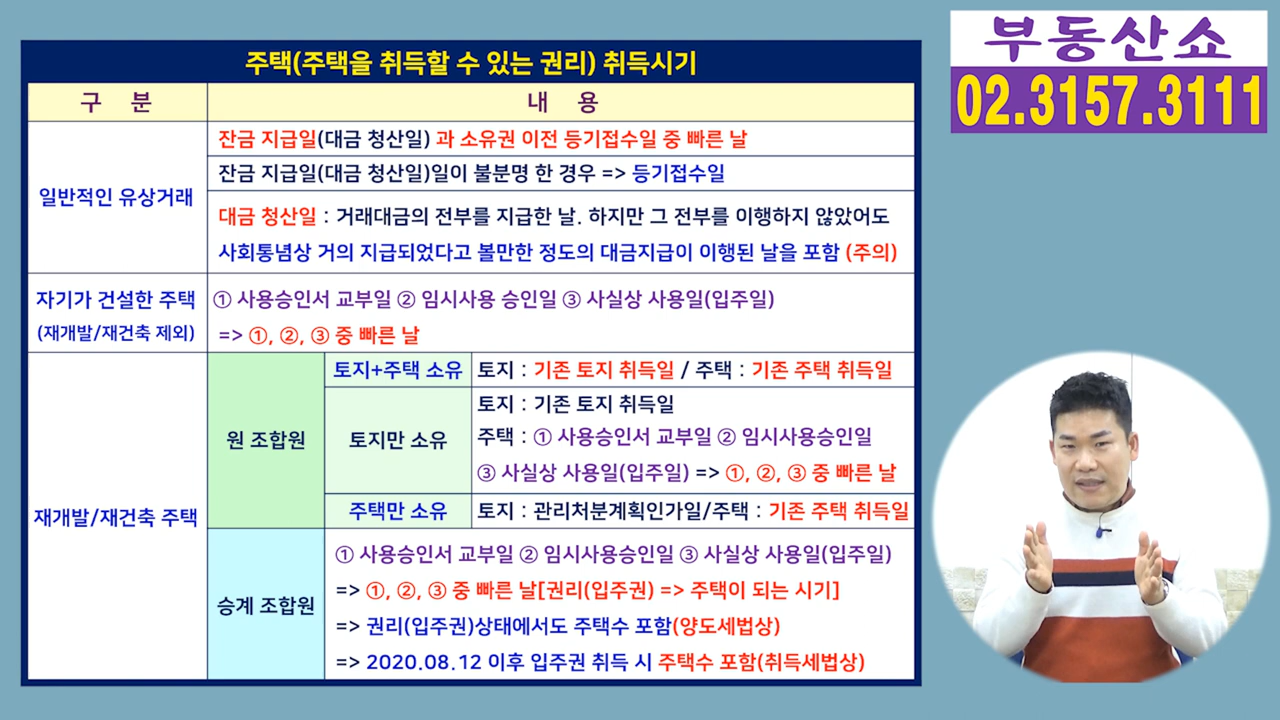 부동산쇼
02.3157.3111
주택(주택을 취득할 수 있는 권리) 취득시기
구 분
내 용
일반적인 유상거래
잔금 지급일(대금 청산일) 과 소유권 이전 등기접수일 중 빠른 날
잔금 지급일(대금 청산일)일이 불분명 한 경우 => 등기접수일
대금 청산일 : 거래대금의 전부를 지급한 날. 하지만 그 전부를 이행하지 않았어도
사회통념상 거의 지급되었다고 볼만한 정도의 대금지급이 이행된 날을 포함 (주의)
자기가 건설한 주택
(재개발/재건축 제외)
① 사용승인서 교부일 ② 임시사용 승인일 ③ 사실상 사용일(입주일)
=> ①, ②, ③ 중 빠른 날
재개발/재건축 주택
원 조합원
토지+주택 소유
토지 : 기존 토지 취득일 / 주택 : 기존 주택 취득일
토지만 소유
토지 : 기존 토지 취득일
주택 : ① 사용승인서 교부일 ② 임시사용승인일
③ 사실상 사용일(입주일) => ①, ②, ③ 중 빠른 날
주택만 소유
토지 : 관리처분계획인가일/주택 : 기존 주택 취득일
승계 조합원
① 사용승인서 교부일 ② 임시사용승인일 ③ 사실상 사용일(입주일)
=> ①, ②, ③ 중 빠른 날[권리(입주권) => 주택이 되는 시기]
=> 권리(입주권)상태에서도 주택수 포함(양도세법상)
=> 2020.08.12 이후 입주권 취득 시 주택수 포함(취득세법상)